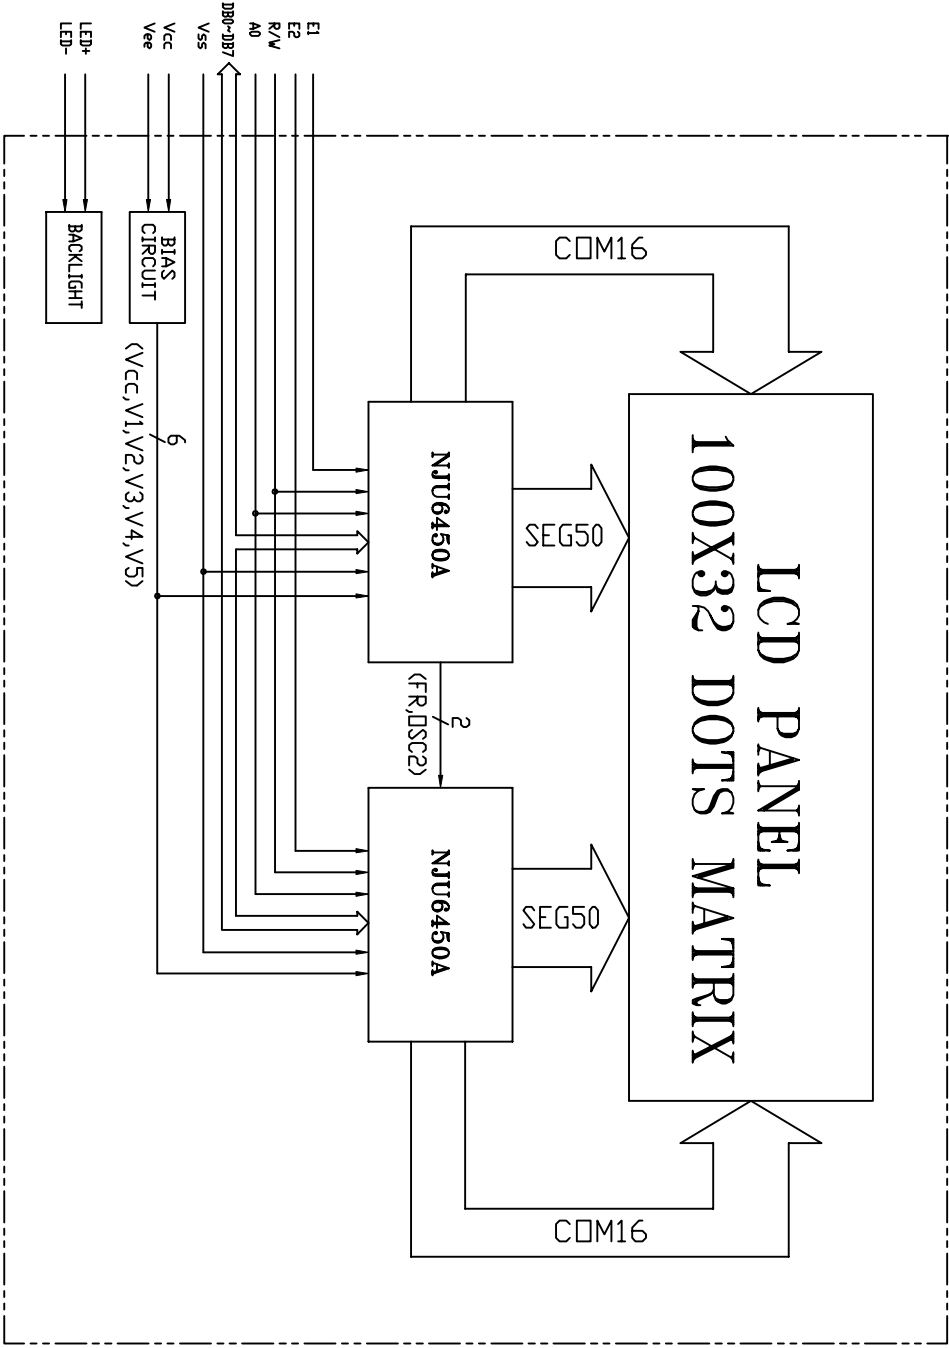 LCD PANEL
100X32 DOTS MATRIX
COM16
SEG50
SEG50
COM16
NJU6450A
2
(FR,OSC2)
NJU6450A
E1
E2
R/W
A0
DB0~DB7
Vss
Vcc
Vee
BIAS
CIRCUIT
6
(Vcc,V1,V2,V3,V4,V5)
LED+
LED-
BACKLIGHT